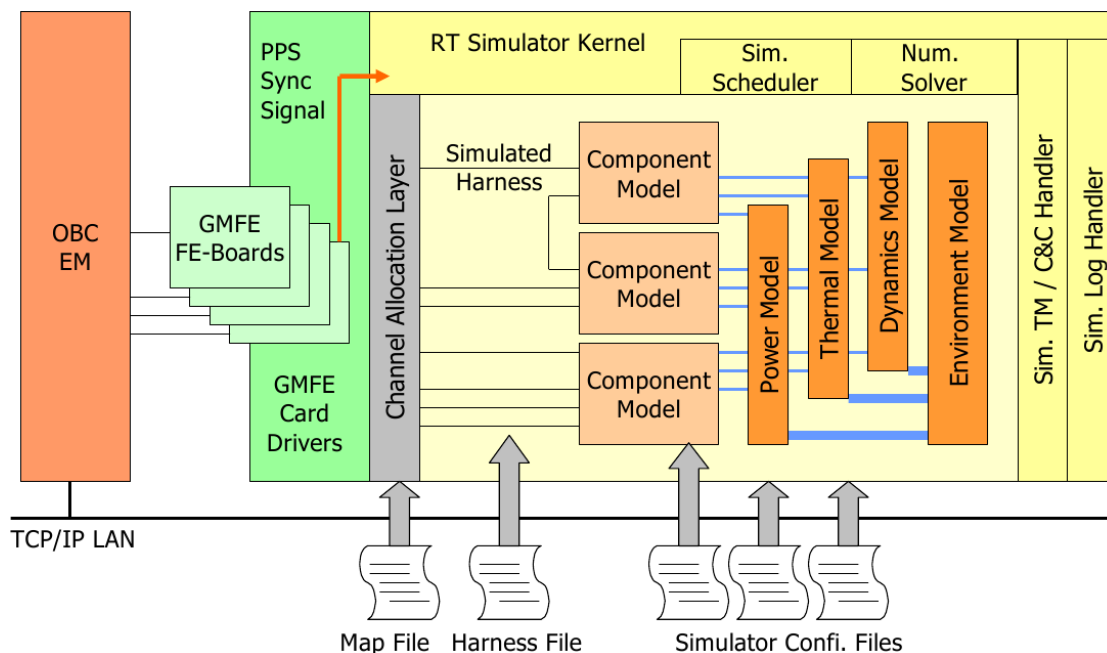 RT Simulator Kernel
PPS
Sync
Signal
Sim.
Scheduler
Num.
Solver
OBC
EM
GMFE
FE-Boards
GMFE
Card
Drivers
Channel Allocation Layer
Simulated
Harness
Component
Model
Component
Model
Component
Model
Power Model
Thermal Model
Dynamics Model
Environment Model
Sim. TM / C&C Handler
Sim. Log Handler
TCP/IP LAN
Map File
Harness File
Simulator Confi. Files